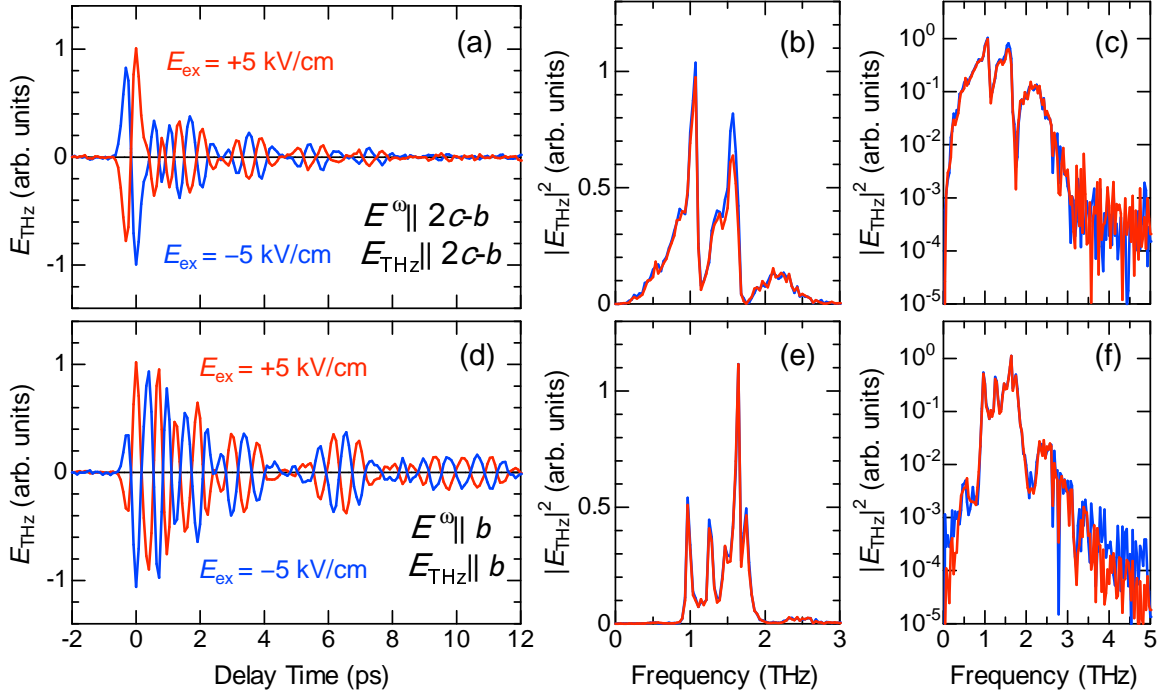 (a)
E_ex = +5 kV/cm
E^ω || 2c-b
E_THz || 2c-b
E_ex = −5 kV/cm
E_THz (arb. units)
1
0
-1
(b)
|E_THz|^2 (arb. units)
1
0.5
0
(c)
|E_THz|^2 (arb. units)
10^0
10^-1
10^-2
10^-3
10^-4
10^-5
(d)
E_ex = +5 kV/cm
E^ω || b
E_THz || b
E_ex = −5 kV/cm
E_THz (arb. units)
1
0
-1
-2 0 2 4 6 8 10 12
Delay Time (ps)
(e)
|E_THz|^2 (arb. units)
1
0.5
0
0 1 2 3
Frequency (THz)
(f)
|E_THz|^2 (arb. units)
10^0
10^-1
10^-2
10^-3
10^-4
10^-5
0 1 2 3 4 5
Frequency (THz)